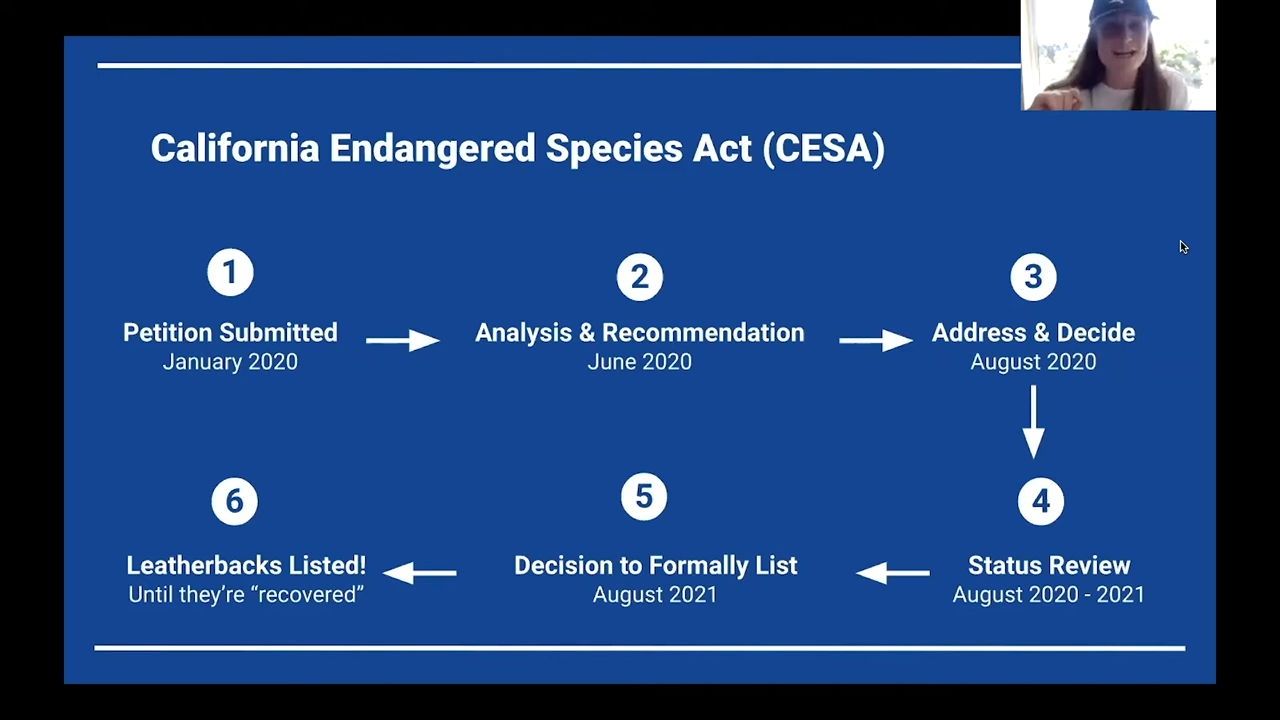 California Endangered Species Act (CESA)
1
Petition Submitted
January 2020
2
Analysis & Recommendation
June 2020
3
Address & Decide
August 2020
4
Status Review
August 2020 - 2021
5
Decision to Formally List
August 2021
6
Leatherbacks Listed!
Until they’re “recovered”